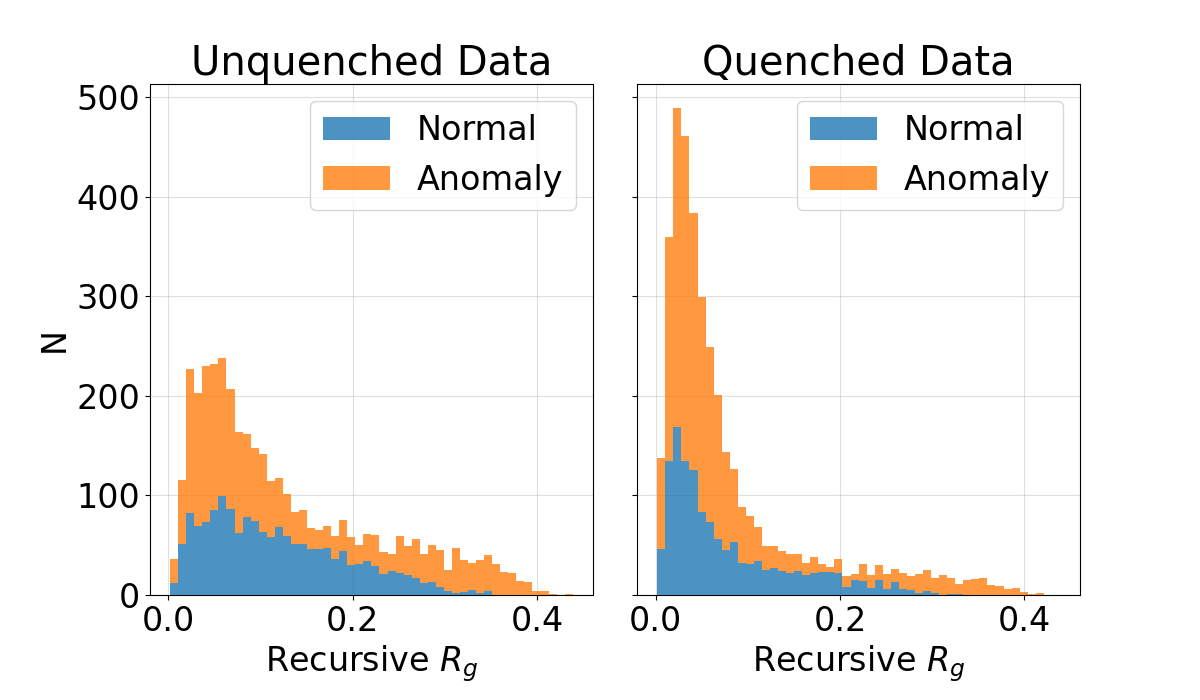 Unquenched Data
Normal
Anomaly
500
400
300
200
100
0
N
0.0 0.2 0.4
Recursive R_g
Quenched Data
Normal
Anomaly
0.0 0.2 0.4
Recursive R_g